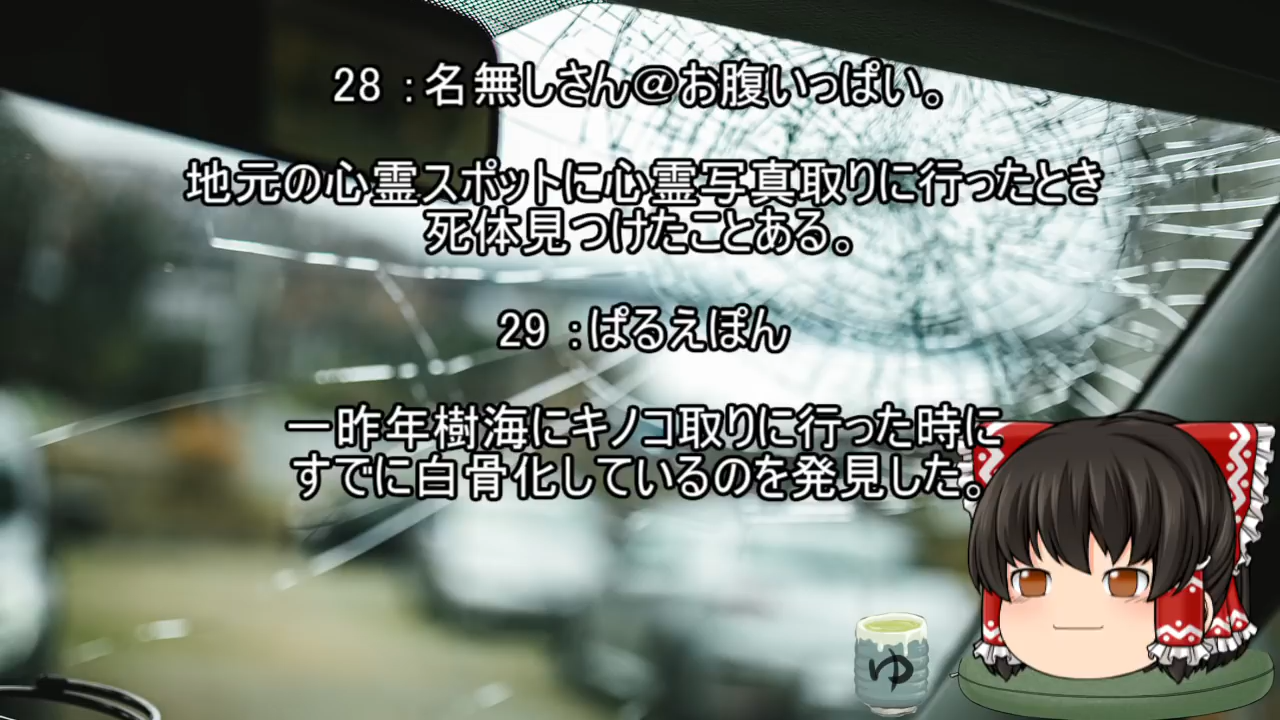 28 :名無しさん@お腹いっぱい。
地元の心霊スポットに心霊写真取りに行ったとき
死体見つけたことある。
29 :ぱるえぽん
一昨年樹海にキノコ取りに行った時に
すでに白骨化しているのを発見した。
ゆ